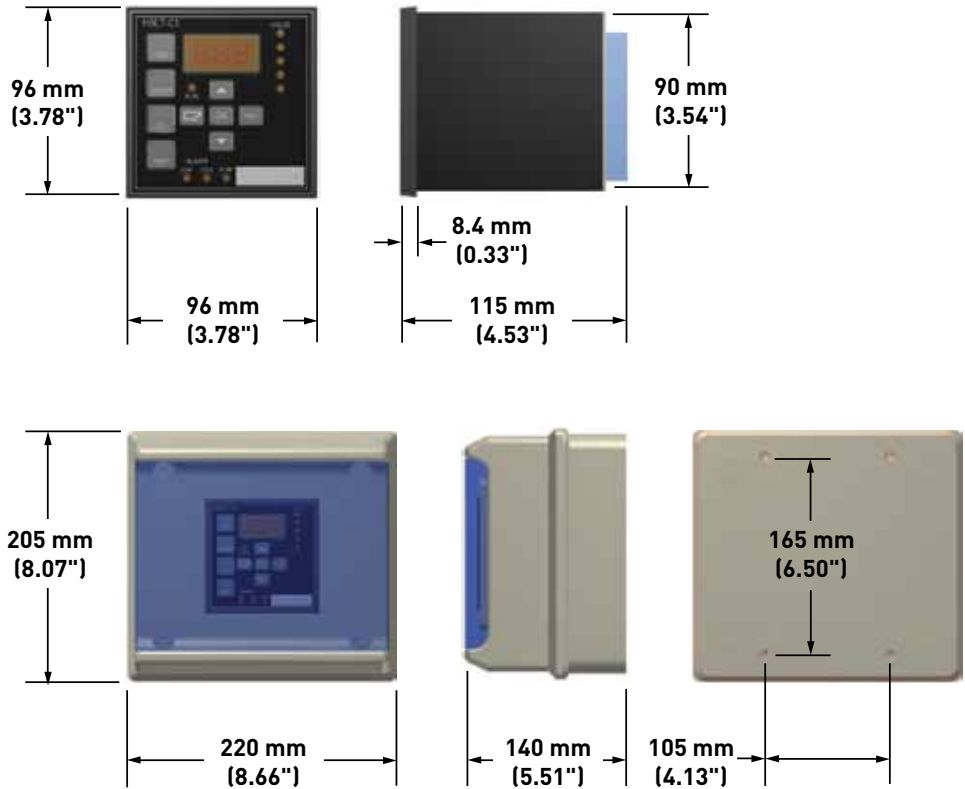 96 mm
(3.78")
90 mm
(3.54")
8.4 mm
(0.33")
96 mm
(3.78")
115 mm
(4.53")
205 mm
(8.07")
165 mm
(6.50")
220 mm
(8.66")
140 mm
(5.51")
105 mm
(4.13")